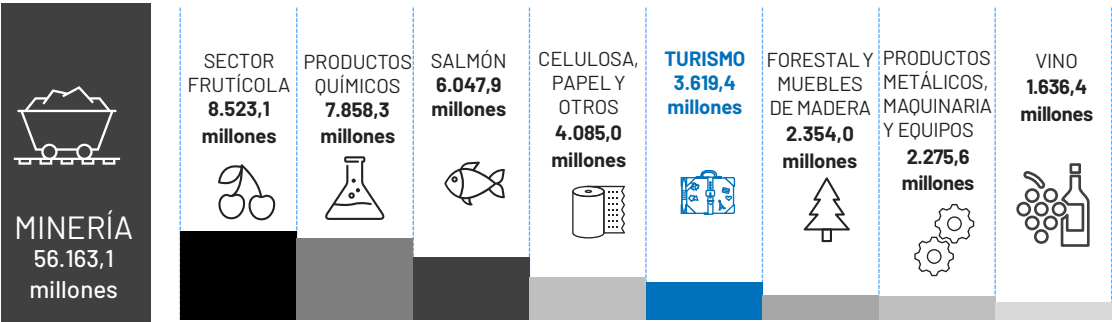 MINERÍA
56.163,1
millones
SECTOR
FRUTÍCOLA
8.523,1
millones
PRODUCTOS
QUÍMICOS
7.858,3
millones
SALMÓN
6.047,9
millones
CELULOSA,
PAPEL Y
OTROS
4.085,0
millones
TURISMO
3.619,4
millones
FORESTAL Y
MUEBLES
DE MADERA
2.354,0
millones
PRODUCTOS
METÁLICOS,
MAQUINARIA
Y EQUIPOS
2.275,6
millones
VINO
1.636,4
millones